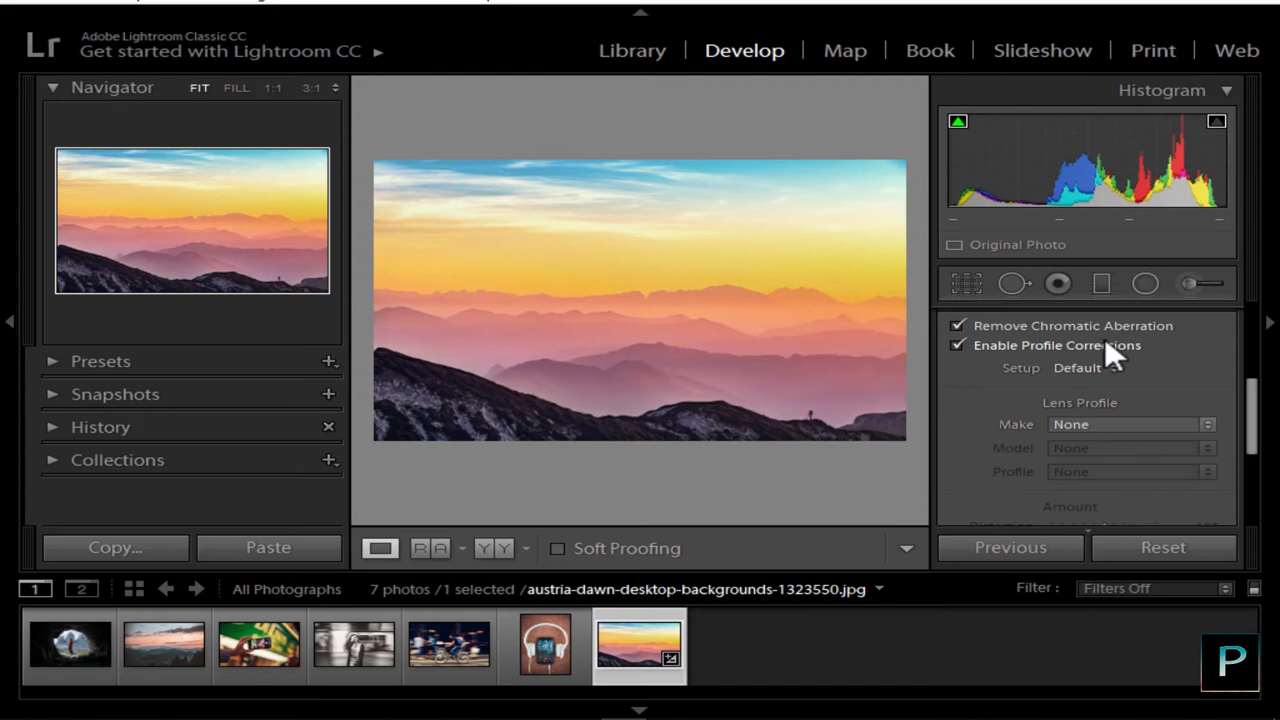 Lr
Adobe Lightroom Classic CC
Get started with Lightroom CC
Library | Develop | Map | Book | Slideshow | Print | Web
Navigator FIT FILL 1:1 3:1
Histogram
Original Photo
Remove Chromatic Aberration
Enable Profile Corrections
Setup Default
Lens Profile
Make None
Model None
Profile None
Amount
Presets
Snapshots
History
Collections
Copy... Paste
R A Y Y Soft Proofing
Previous Reset
1 2 All Photographs 7 photos / 1 selected / austria-dawn-desktop-backgrounds-1323550.jpg
Filter : Filters Off
P